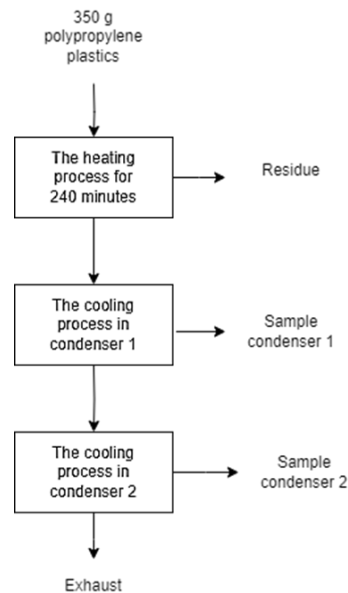 350 g
polypropylene
plastics
The heating
process for
240 minutes
Residue
The cooling
process in
condenser 1
Sample
condenser 1
The cooling
process in
condenser 2
Sample
condenser 2
Exhaust